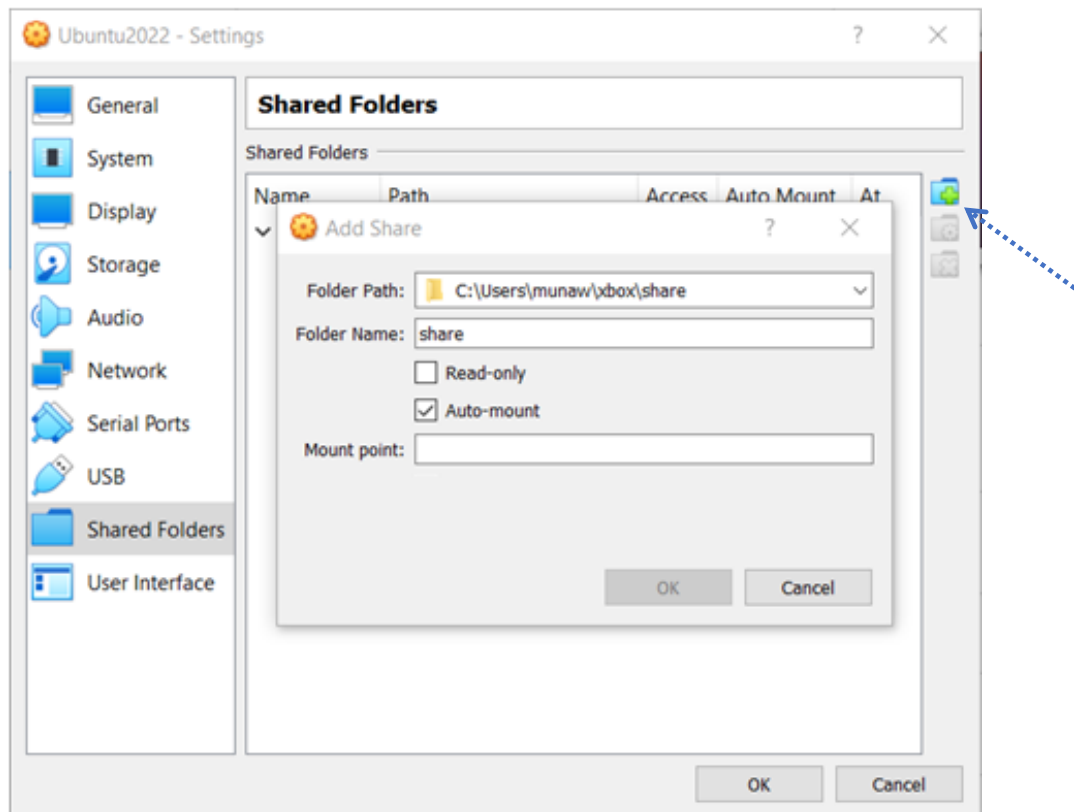 Ubuntu2022 - Settings ?
General
System
Display
Storage
Audio
Network
Serial Ports
USB
Shared Folders
User Interface
Shared Folders
Shared Folders
Name Path Access Auto Mount At
Add Share ?
Folder Path: C:\Users\munaw\xbox\share
Folder Name: share
Read-only
Auto-mount
Mount point:
OK Cancel
OK Cancel